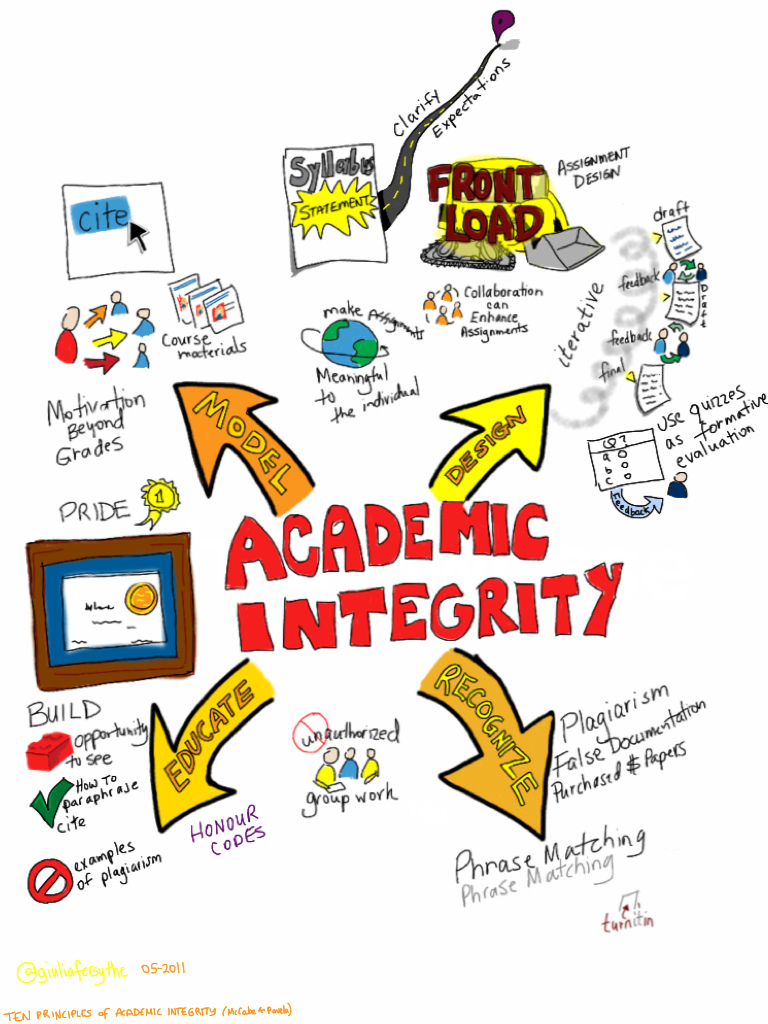 Clarify
Expectations
Syllabus
STATEMENT
FRONT
LOAD
ASSIGNMENT
DESIGN
cite
Course
materials
Motivation
Beyond
Grades
make Assignments
Meaningful
to
the individual
Collaboration
can
Enhance
Assignments
iterative
draft
feedback
Draft
feedback
final
Q?
a
b
c
Feedback
Use quizzes
as formative
evaluation
MODEL
DESIGN
PRIDE
1
ACADEMIC
INTEGRITY
EDUCATE
RECOGNIZE
BUILD
opportunity
to see
How To
paraphrase
cite
examples
of plagiarism
HONOUR
CODES
unauthorized
group work
Plagiarism
False Documentation
Purchased $ Papers
Phrase Matching
Phrase Matching
turnitin
@giuliaforsythe 05-2011
TEN PRINCIPLES of ACADEMIC INTEGRITY (McCabe & Pavela)